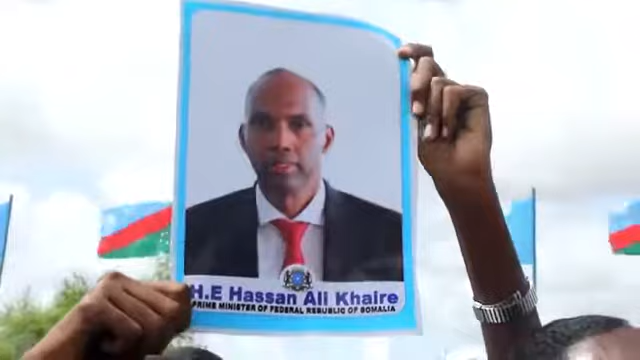 H.E Hassan Ali Khaire
PRIME MINISTER OF FEDERAL REPUBLIC OF SOMALIA